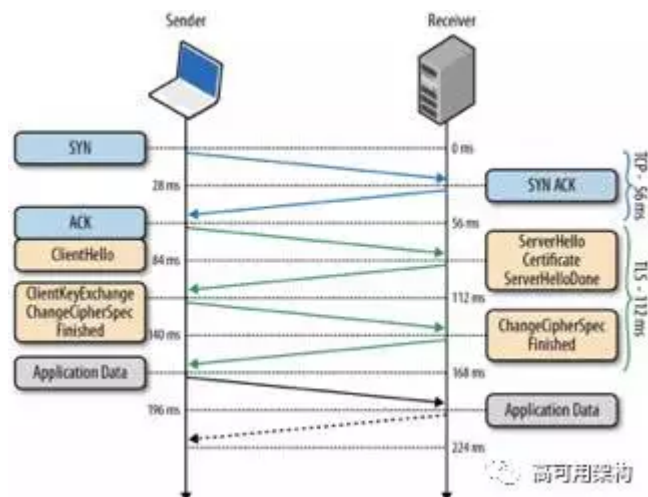 Sender
Receiver
SYN
0 ms
28 ms
SYN ACK
TCP - 56 ms
ACK
56 ms
ClientHello
84 ms
ServerHello
Certificate
ServerHelloDone
TLS - 112 ms
ClientKeyExchange
ChangeCipherSpec
Finished
112 ms
140 ms
ChangeCipherSpec
Finished
Application Data
168 ms
196 ms
Application Data
224 ms
高可用架构